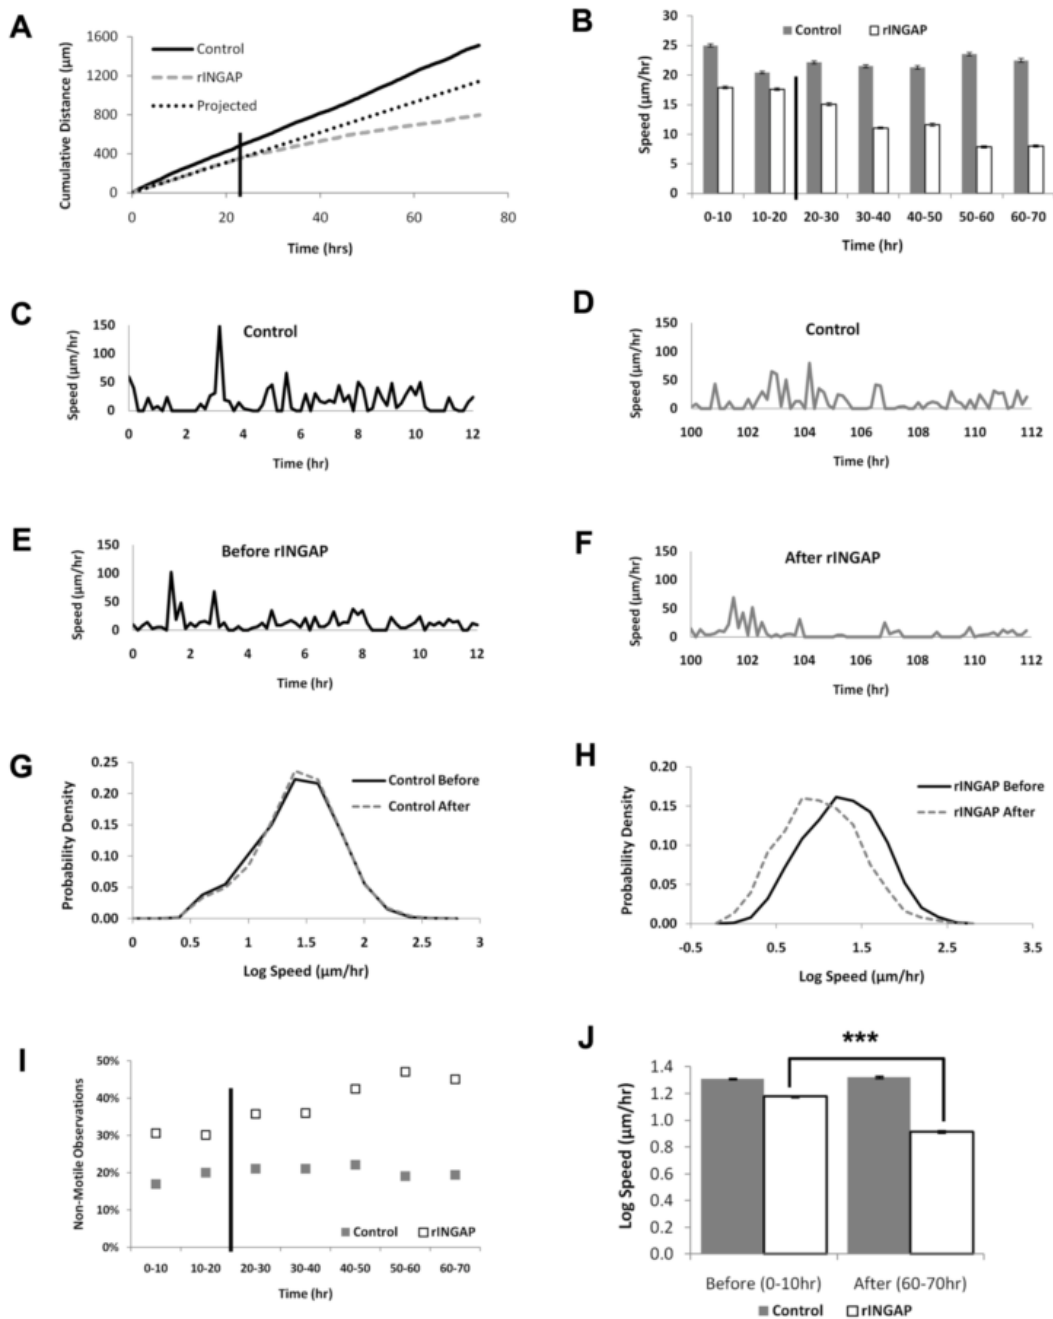 A
Cumulative Distance (µm)
1600
1200
800
400
0
Control
rINGAP
Projected
0 20 40 60 80
Time (hrs)
B
Speed (µm/hr)
30
25
20
15
10
5
0
Control rINGAP
0-10 10-20 20-30 30-40 40-50 50-60 60-70
Time (hr)
C
Speed (µm/hr)
150
100
50
0
Control
0 2 4 6 8 10 12
Time (hr)
D
Speed (µm/hr)
150
100
50
0
Control
100 102 104 106 108 110 112
Time (hr)
E
Speed (µm/hr)
150
100
50
0
Before rINGAP
0 2 4 6 8 10 12
Time (hr)
F
Speed (µm/hr)
150
100
50
0
After rINGAP
100 102 104 106 108 110 112
Time (hr)
G
Probability Density
0.25
0.20
0.15
0.10
0.05
0.00
Control Before
Control After
0 0.5 1 1.5 2 2.5 3
Log Speed (µm/hr)
H
Probability Density
0.20
0.15
0.10
0.05
0.00
rINGAP Before
rINGAP After
-0.5 0.5 1.5 2.5 3.5
Log Speed (µm/hr)
I
Non-Motile Observations
50%
40%
30%
20%
10%
0%
Control rINGAP
0-10 10-20 20-30 30-40 40-50 50-60 60-70
Time (hr)
J
Log Speed (µm/hr)
1.4
1.2
1.0
0.8
0.6
0.4
0.2
0.0
***
Before (0-10hr) After (60-70hr)
Control rINGAP